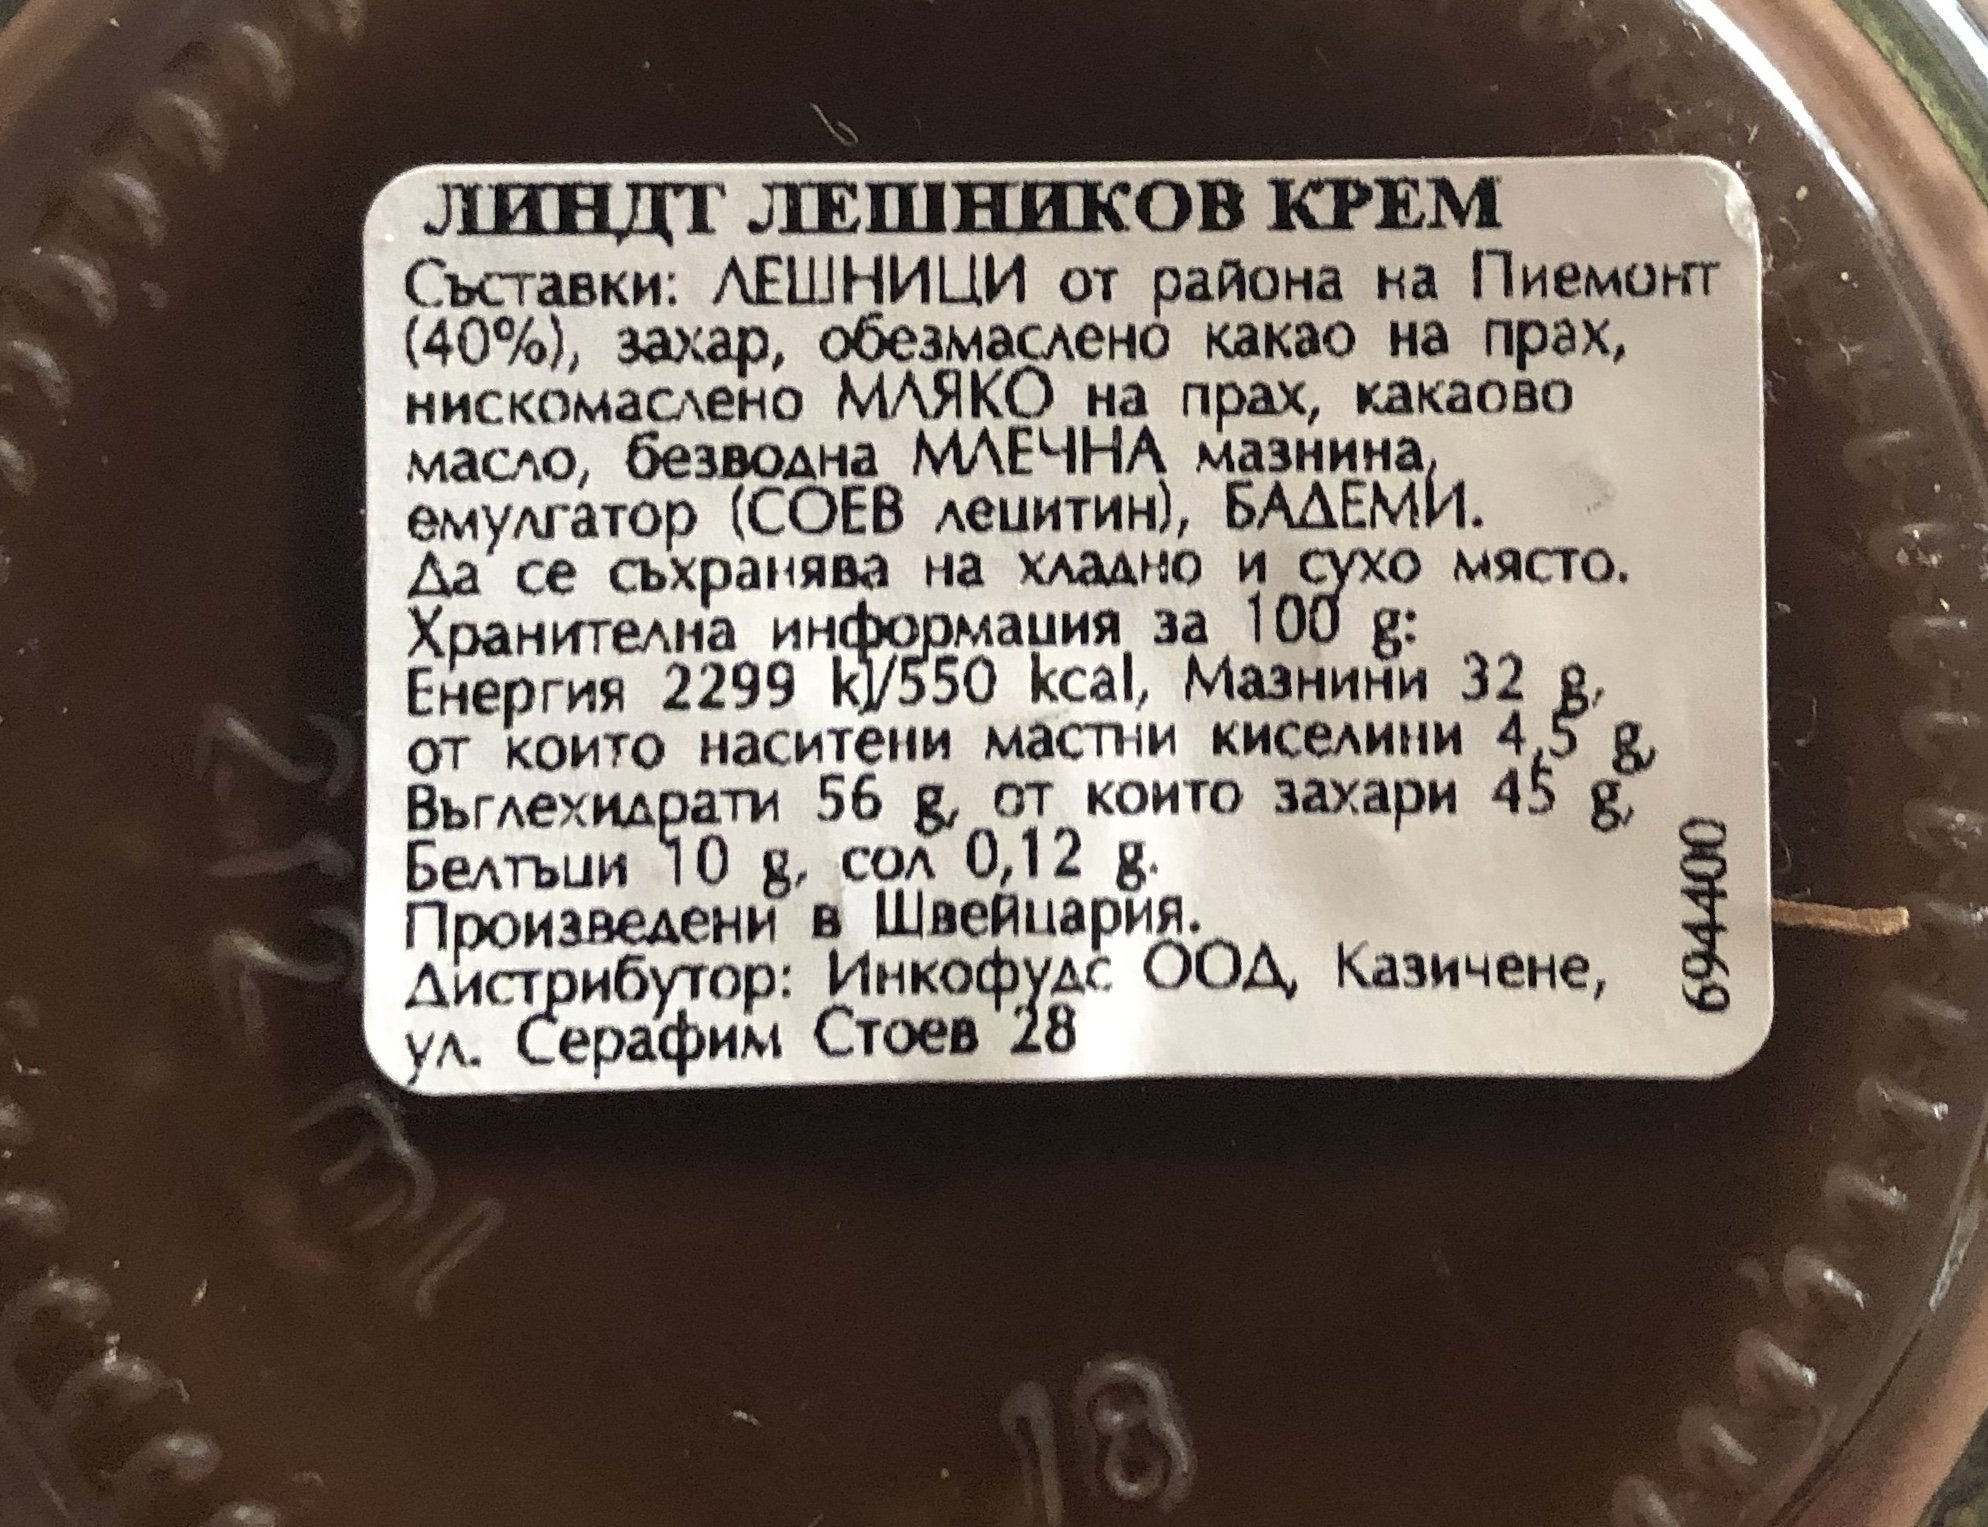 ЛИНДТ ЛЕШНИКОВ КРЕМ
Съставки: ЛЕШНИЦИ от района на Пиемонт
(40%), захар, обезмаслено какао на прах,
нискомаслено МЛЯКО на прах, какаово
масло, безводна МЛЕЧНА мазнина,
емулгатор (СОЕВ лецитин), БАДЕМИ.
Да се съхранява на хладно и сухо място.
Хранителна информация за 100 g:
Енергия 2299 kJ/550 kcal, Мазнини 32 g,
от които наситени мастни киселини 4,5 g,
Въглехидрати 56 g, от които захари 45 g,
Белтъци 10 g, сол 0,12 g.
Произведени в Швейцария.
Дистрибутор: Инкофудс ООД, Казичене,
ул. Серафим Стоев 28
694400
18